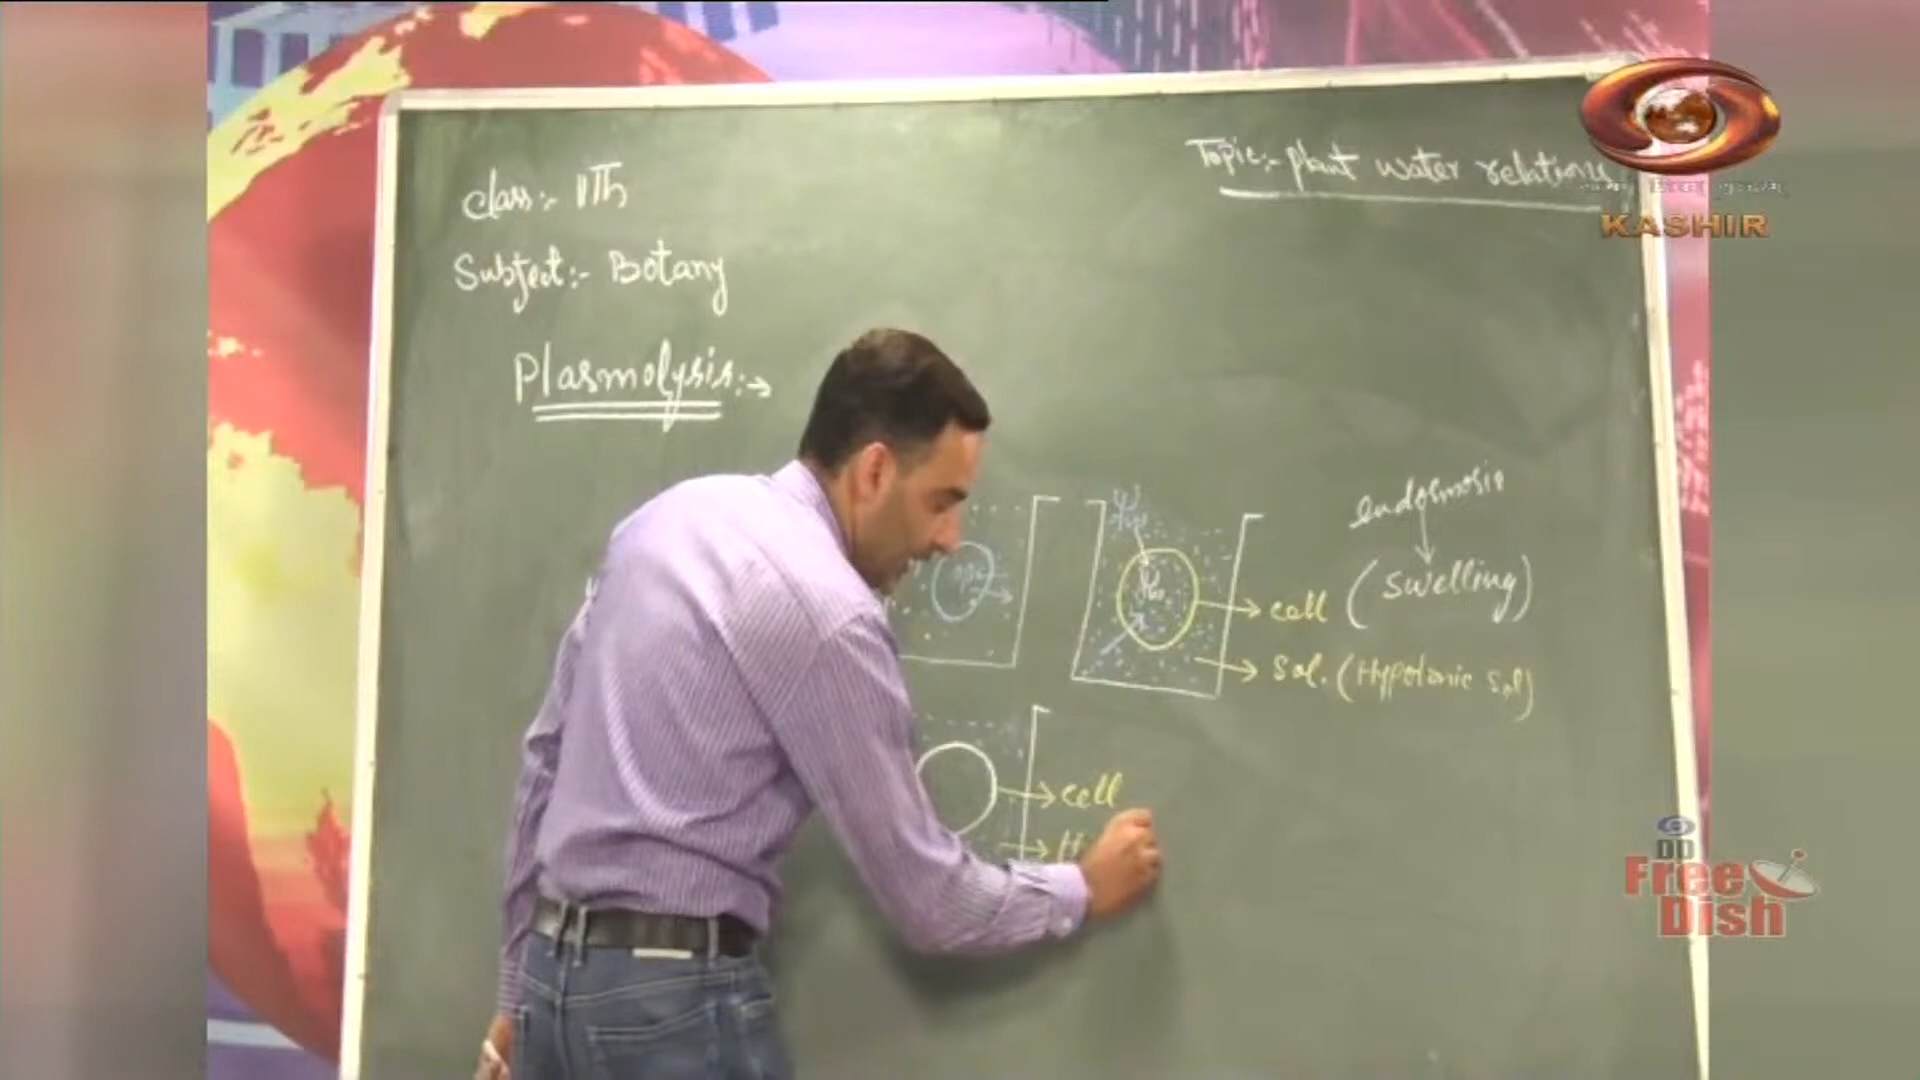 Class:- 11Th
Topic:- plant water relations
KASHIR
Subject:- Botany
Plasmolysis:→
endosmosis
cell (swelling)
Sol. (Hypotonic Sol)
cell
DD
Free
Dish